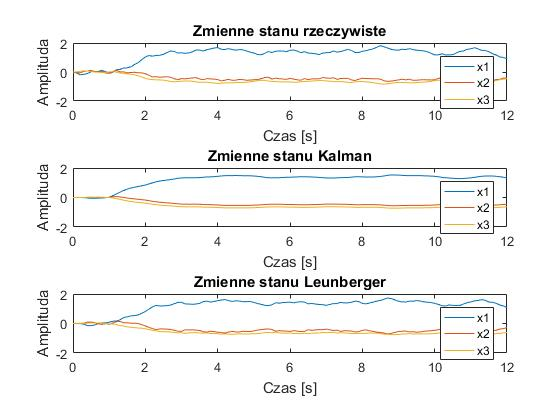 Zmienne stanu rzeczywiste
Amplituda
2
0
-2
x1
x2
x3
0 2 4 6 8 10 12
Czas [s]
Zmienne stanu Kalman
Amplituda
2
0
-2
x1
x2
x3
0 2 4 6 8 10 12
Czas [s]
Zmienne stanu Leunberger
Amplituda
2
0
-2
x1
x2
x3
0 2 4 6 8 10 12
Czas [s]